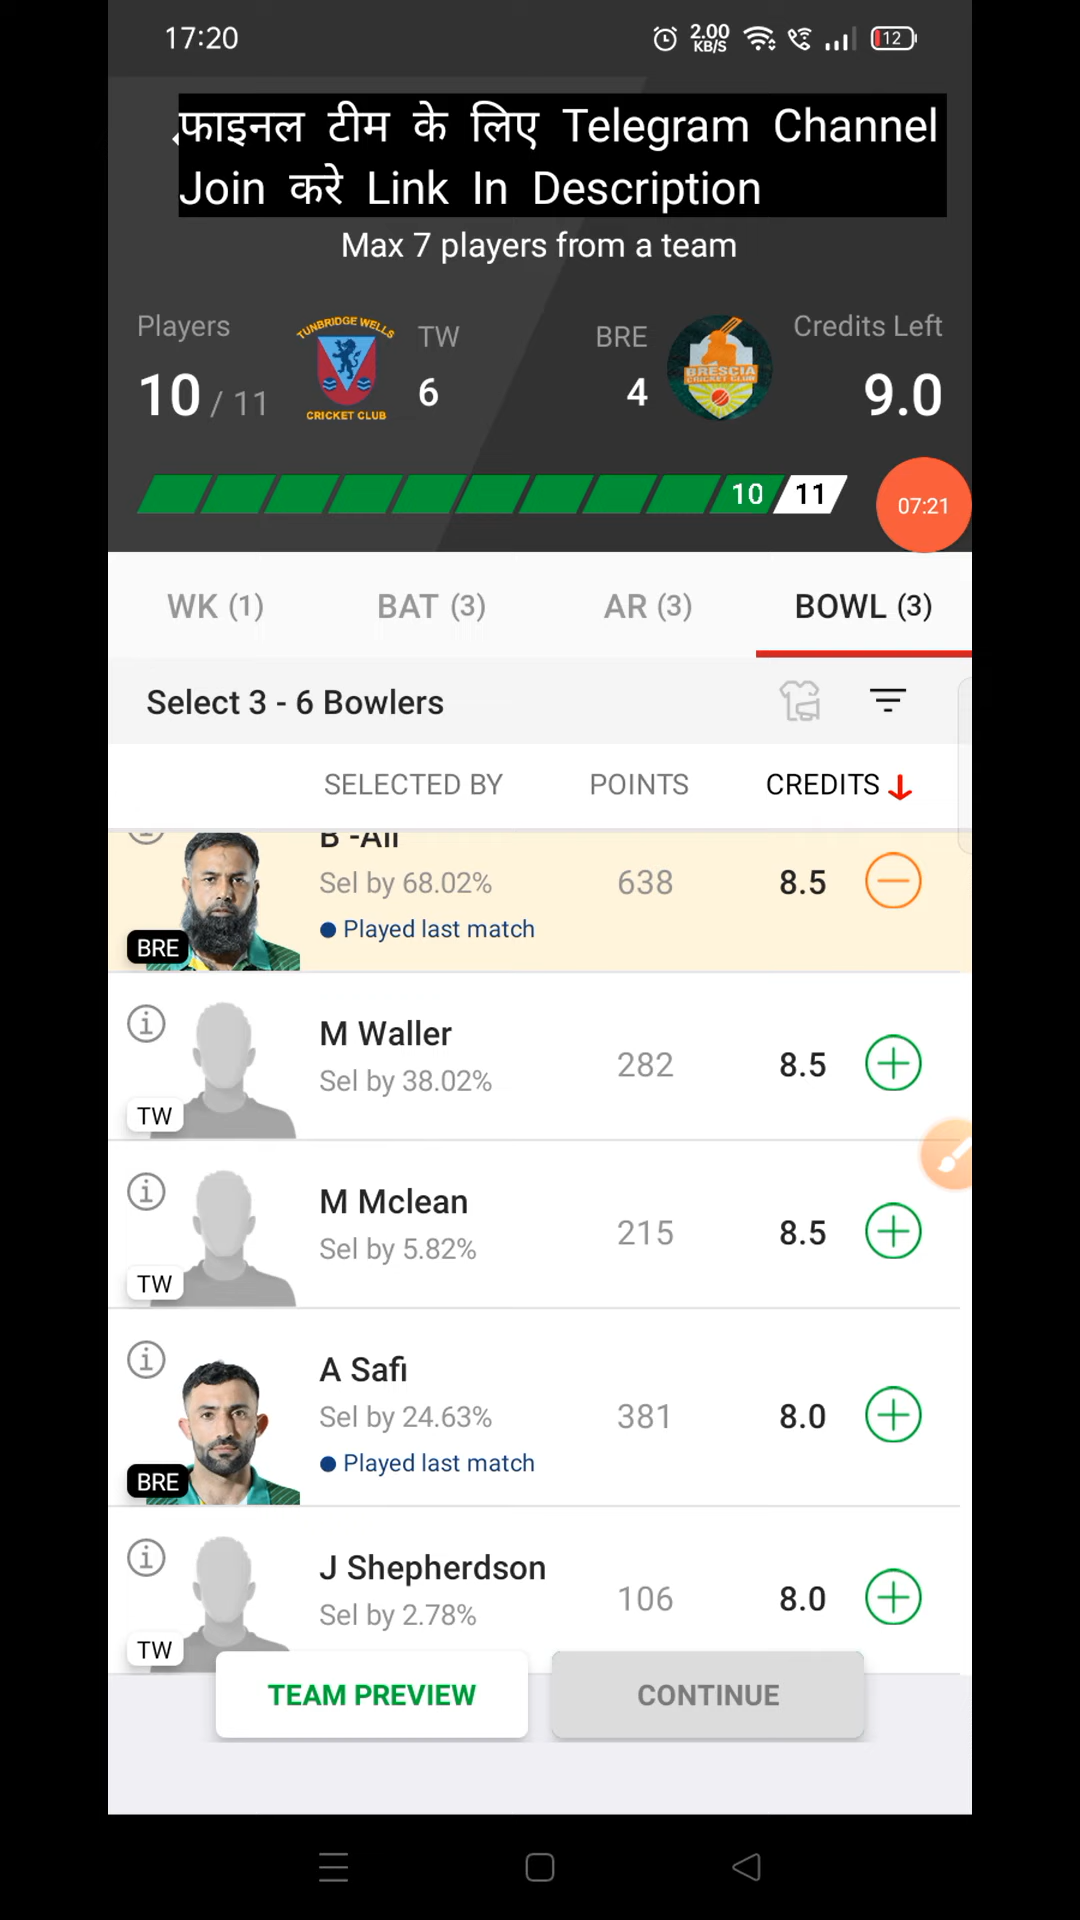 17:20
2.00
KB/S
12
फाइनल टीम के लिए Telegram Channel
Join करे Link In Description
Max 7 players from a team
Players
10 / 11
TUNBRIDGE WELLS
CRICKET CLUB
TW
6
BRE
4
BRESCIA
CRICKET CLUB
Credits Left
9.0
10 11
07:21
WK (1) BAT (3) AR (3) BOWL (3)
Select 3 - 6 Bowlers
SELECTED BY POINTS CREDITS
B -Ali
Sel by 68.02% 638 8.5
Played last match
BRE
M Waller
Sel by 38.02% 282 8.5
TW
M Mclean
Sel by 5.82% 215 8.5
TW
A Safi
Sel by 24.63% 381 8.0
Played last match
BRE
J Shepherdson
Sel by 2.78% 106 8.0
TW
TEAM PREVIEW CONTINUE